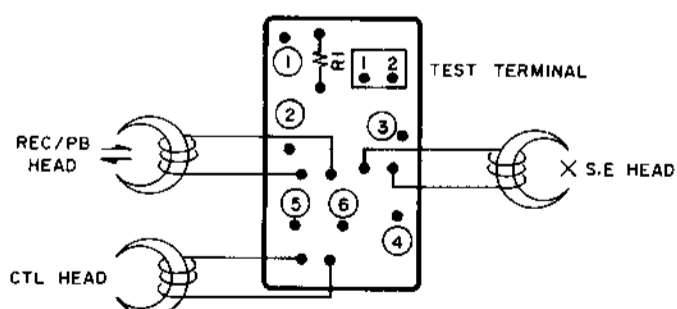 1
R1
1 2
TEST TERMINAL
2
3
REC/PB
HEAD
S.E HEAD
5
6
4
CTL HEAD